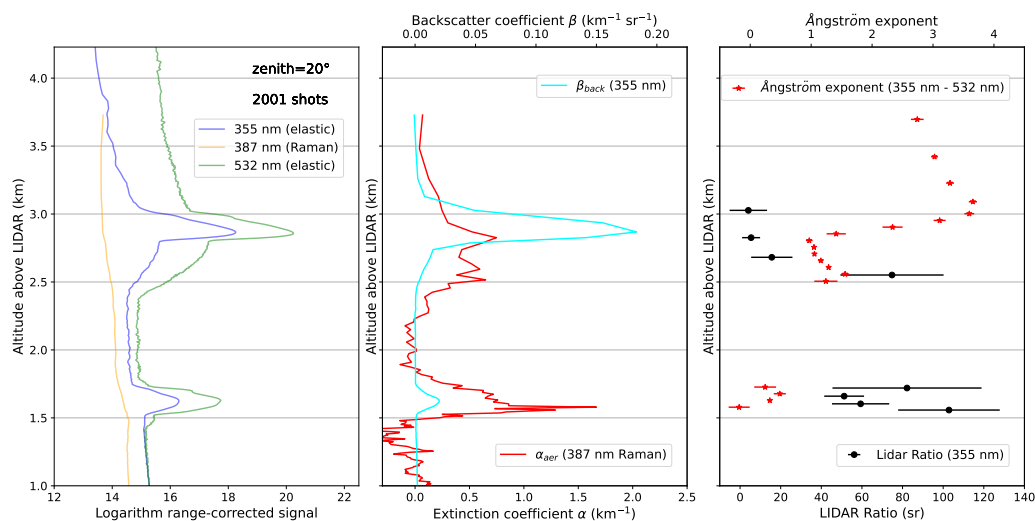 Backscatter coefficient β (km⁻¹ sr⁻¹)
Ångström exponent
0.00 0.05 0.10 0.15 0.20
0 1 2 3 4
zenith=20°
2001 shots
355 nm (elastic)
387 nm (Raman)
532 nm (elastic)
β_back (355 nm)
Ångström exponent (355 nm - 532 nm)
α_aer (387 nm Raman)
Lidar Ratio (355 nm)
Altitude above LIDAR (km)
4.0
3.5
3.0
2.5
2.0
1.5
1.0
Altitude above LIDAR (km)
Altitude above LIDAR (km)
12 14 16 18 20 22
0.0 0.5 1.0 1.5 2.0 2.5
0 20 40 60 80 100 120 140
Logarithm range-corrected signal
Extinction coefficient α (km⁻¹)
LIDAR Ratio (sr)